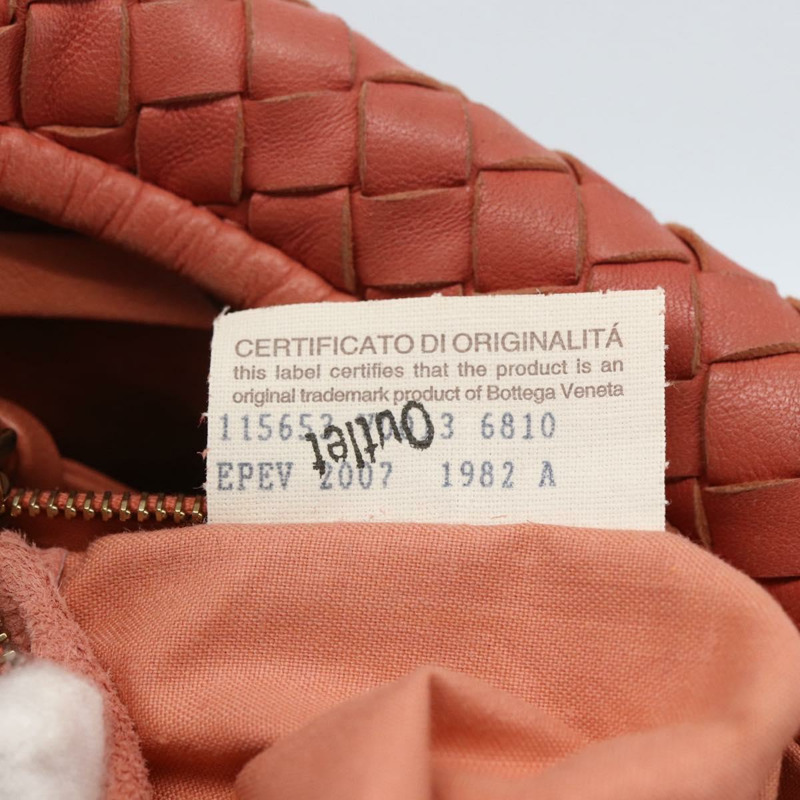 CERTIFICATO DI ORIGINALITÁ
this label certifies that the product is an
original trademark product of Bottega Veneta
115653 6810
EPEV 2007 1982 A
Outlet